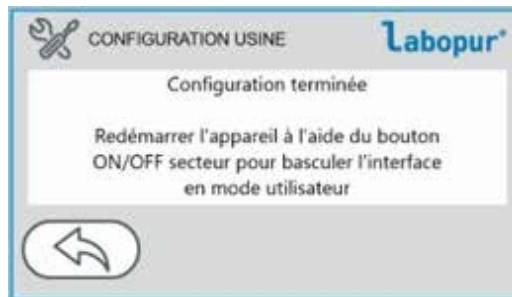 CONFIGURATION USINE
Labopur®
Configuration terminée
Redémarrer l'appareil à l'aide du bouton
ON/OFF secteur pour basculer l'interface
en mode utilisateur